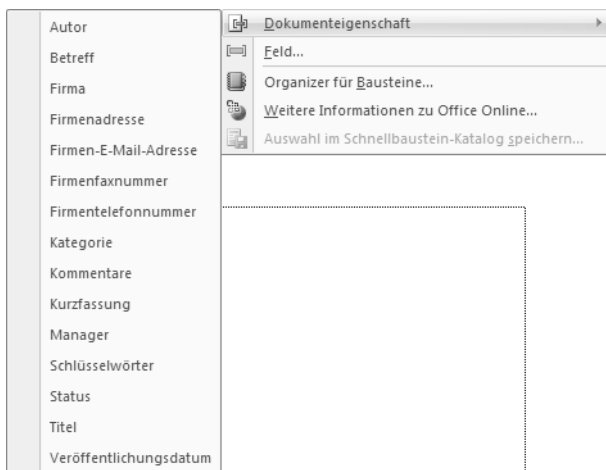 Dokumenteigenschaft
Feld...
Organizer für Bausteine...
Weitere Informationen zu Office Online...
Auswahl im Schnellbaustein-Katalog speichern...
Autor
Betreff
Firma
Firmenadresse
Firmen-E-Mail-Adresse
Firmenfaxnummer
Firmentelefonnummer
Kategorie
Kommentare
Kurzfassung
Manager
Schlüsselwörter
Status
Titel
Veröffentlichungsdatum